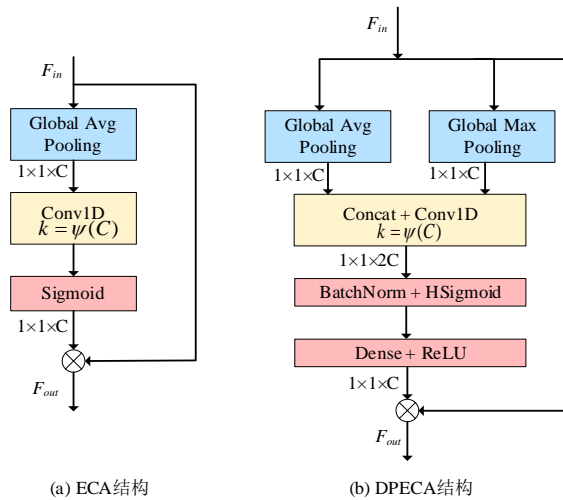 F_in
Global Avg
Pooling
1×1×C
Conv1D
k = ψ(C)
Sigmoid
1×1×C
F_out
(a) ECA结构
F_in
Global Avg
Pooling
Global Max
Pooling
1×1×C
1×1×C
Concat + Conv1D
k = ψ(C)
1×1×2C
BatchNorm + HSigmoid
Dense + ReLU
1×1×C
F_out
(b) DPECA结构